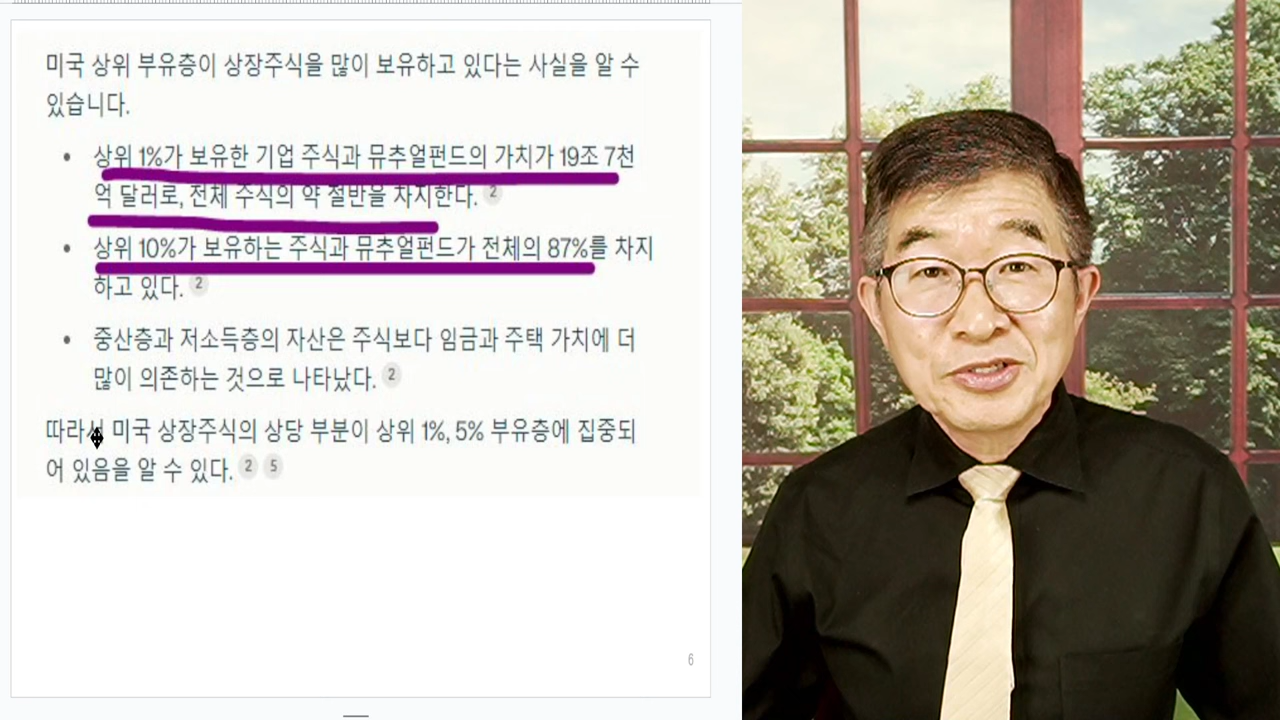 미국 상위 부유층이 상장주식을 많이 보유하고 있다는 사실을 알 수
있습니다.
• 상위 1%가 보유한 기업 주식과 뮤추얼펀드의 가치가 19조 7천
억 달러로, 전체 주식의 약 절반을 차지한다. 2
• 상위 10%가 보유하는 주식과 뮤추얼펀드가 전체의 87%를 차지
하고 있다. 2
• 중산층과 저소득층의 자산은 주식보다 임금과 주택 가치에 더
많이 의존하는 것으로 나타났다. 2
따라서 미국 상장주식의 상당 부분이 상위 1%, 5% 부유층에 집중되
어 있음을 알 수 있다. 2 5
6